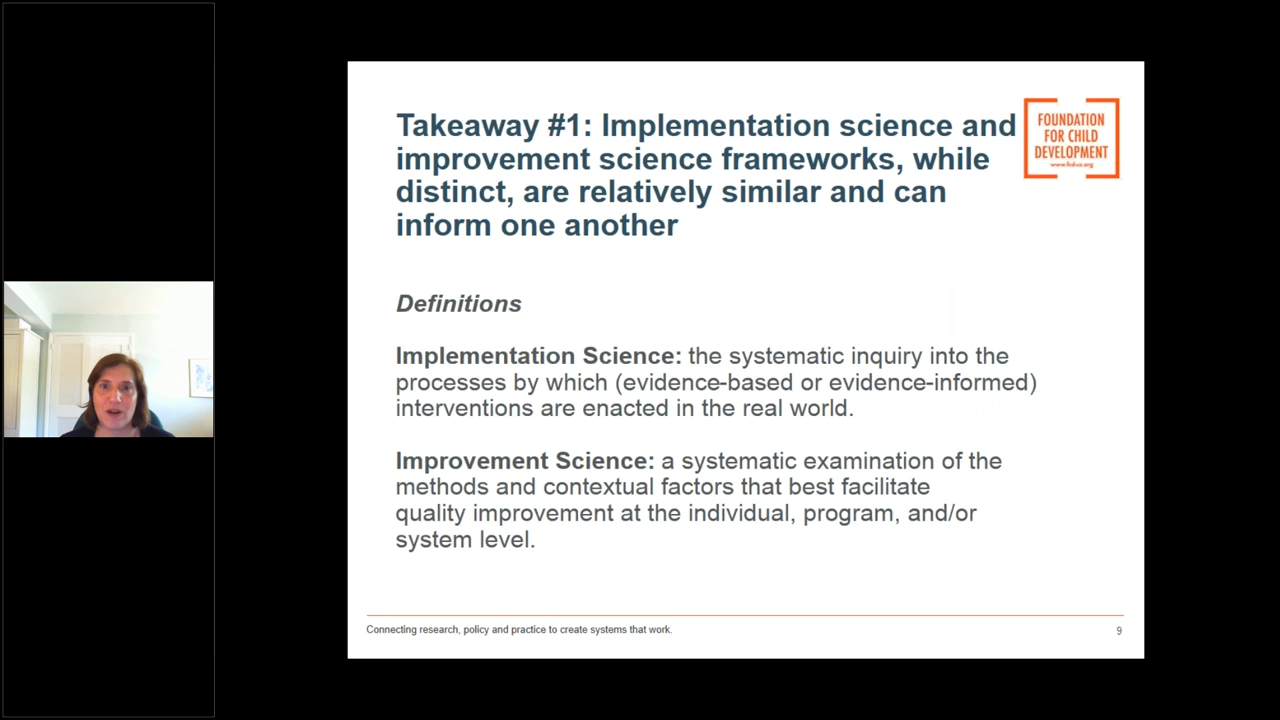 Takeaway #1: Implementation science and
improvement science frameworks, while
distinct, are relatively similar and can
inform one another
FOUNDATION
FOR CHILD
DEVELOPMENT
www.fcd-us.org
Definitions
Implementation Science: the systematic inquiry into the
processes by which (evidence-based or evidence-informed)
interventions are enacted in the real world.
Improvement Science: a systematic examination of the
methods and contextual factors that best facilitate
quality improvement at the individual, program, and/or
system level.
Connecting research, policy and practice to create systems that work.
9